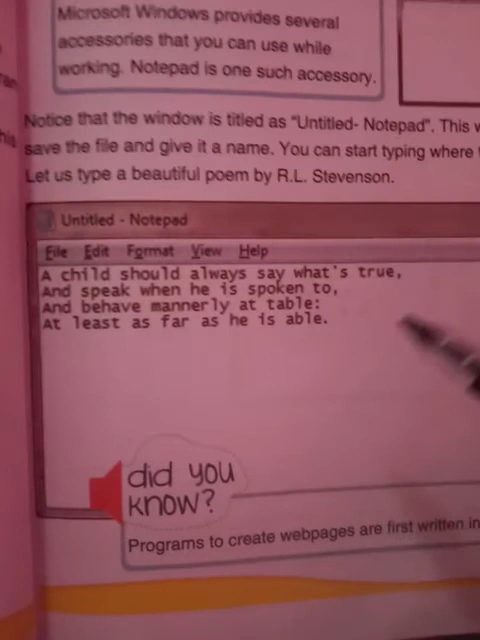 Microsoft Windows provides several
accessories that you can use while
working. Notepad is one such accessory.
Notice that the window is titled as "Untitled- Notepad". This
save the file and give it a name. You can start typing where
Let us type a beautiful poem by R.L. Stevenson.
Untitled - Notepad
File Edit Format View Help
A child should always say what's true,
And speak when he is spoken to,
And behave mannerly at table:
At least as far as he is able.
did you
know?
Programs to create webpages are first written in